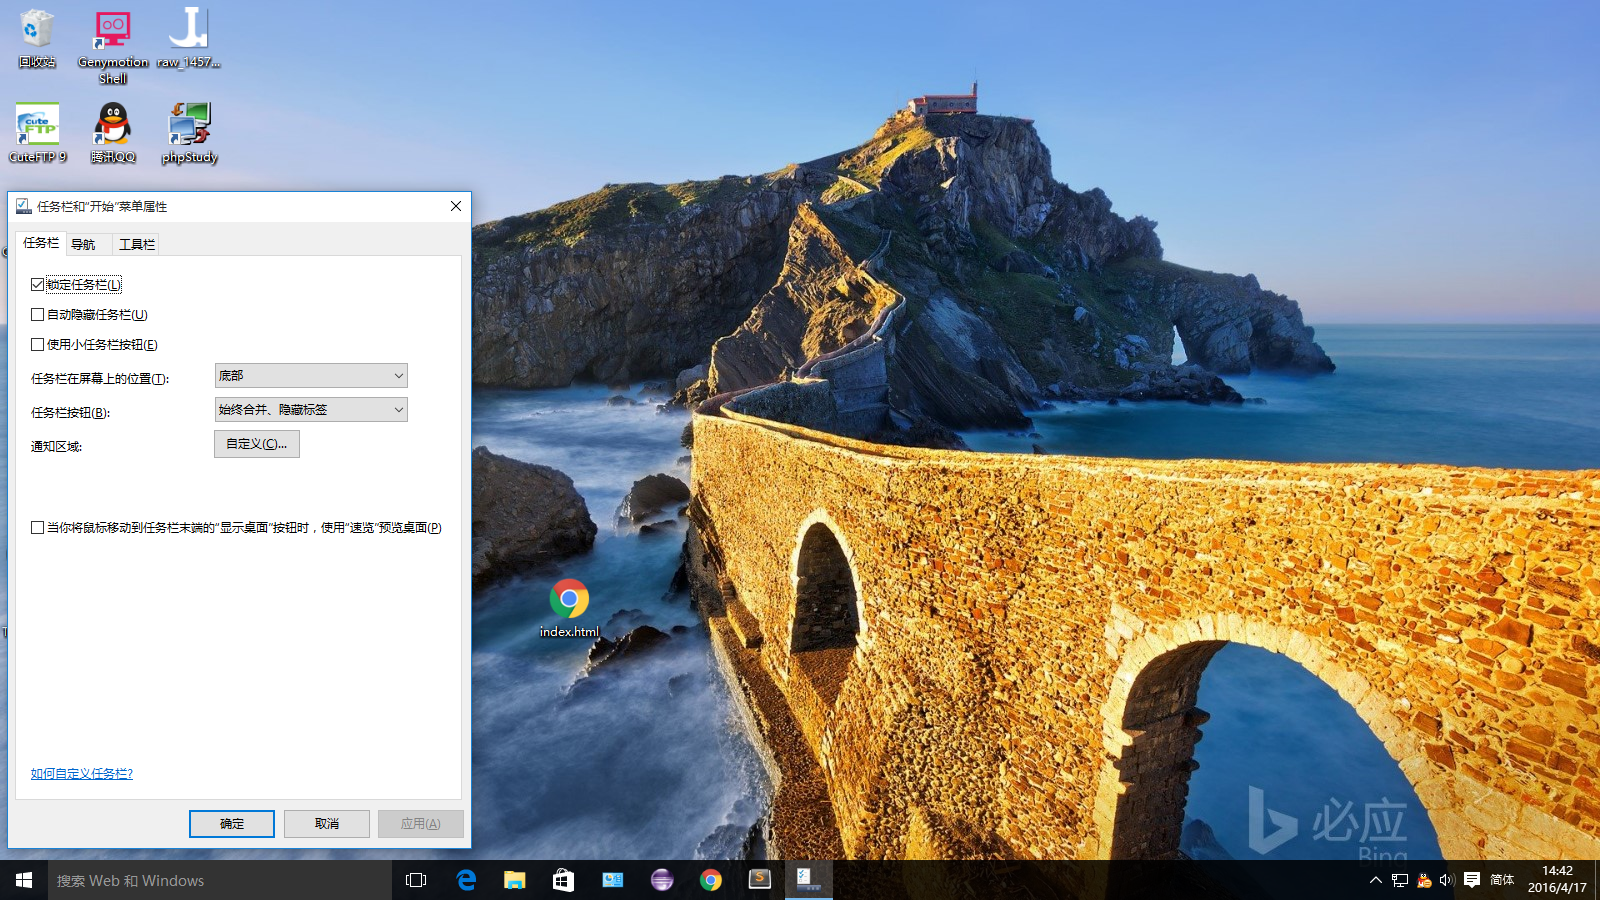 回收站
Genymotion
Shell
raw_1457...
cute
FTP
CuteFTP 9
腾讯QQ
phpStudy
任务栏和"开始"菜单属性
任务栏
导航
工具栏
锁定任务栏(L)
自动隐藏任务栏(U)
使用小任务栏按钮(E)
任务栏在屏幕上的位置(T):
底部
任务栏按钮(B):
始终合并、隐藏标签
通知区域:
自定义(C)...
当你将鼠标移动到任务栏末端的"显示桌面"按钮时，使用"速览"预览桌面(P)
如何自定义任务栏?
确定
取消
应用(A)
index.html
必应
Bing
搜索 Web 和 Windows
简体
14:42
2016/4/17